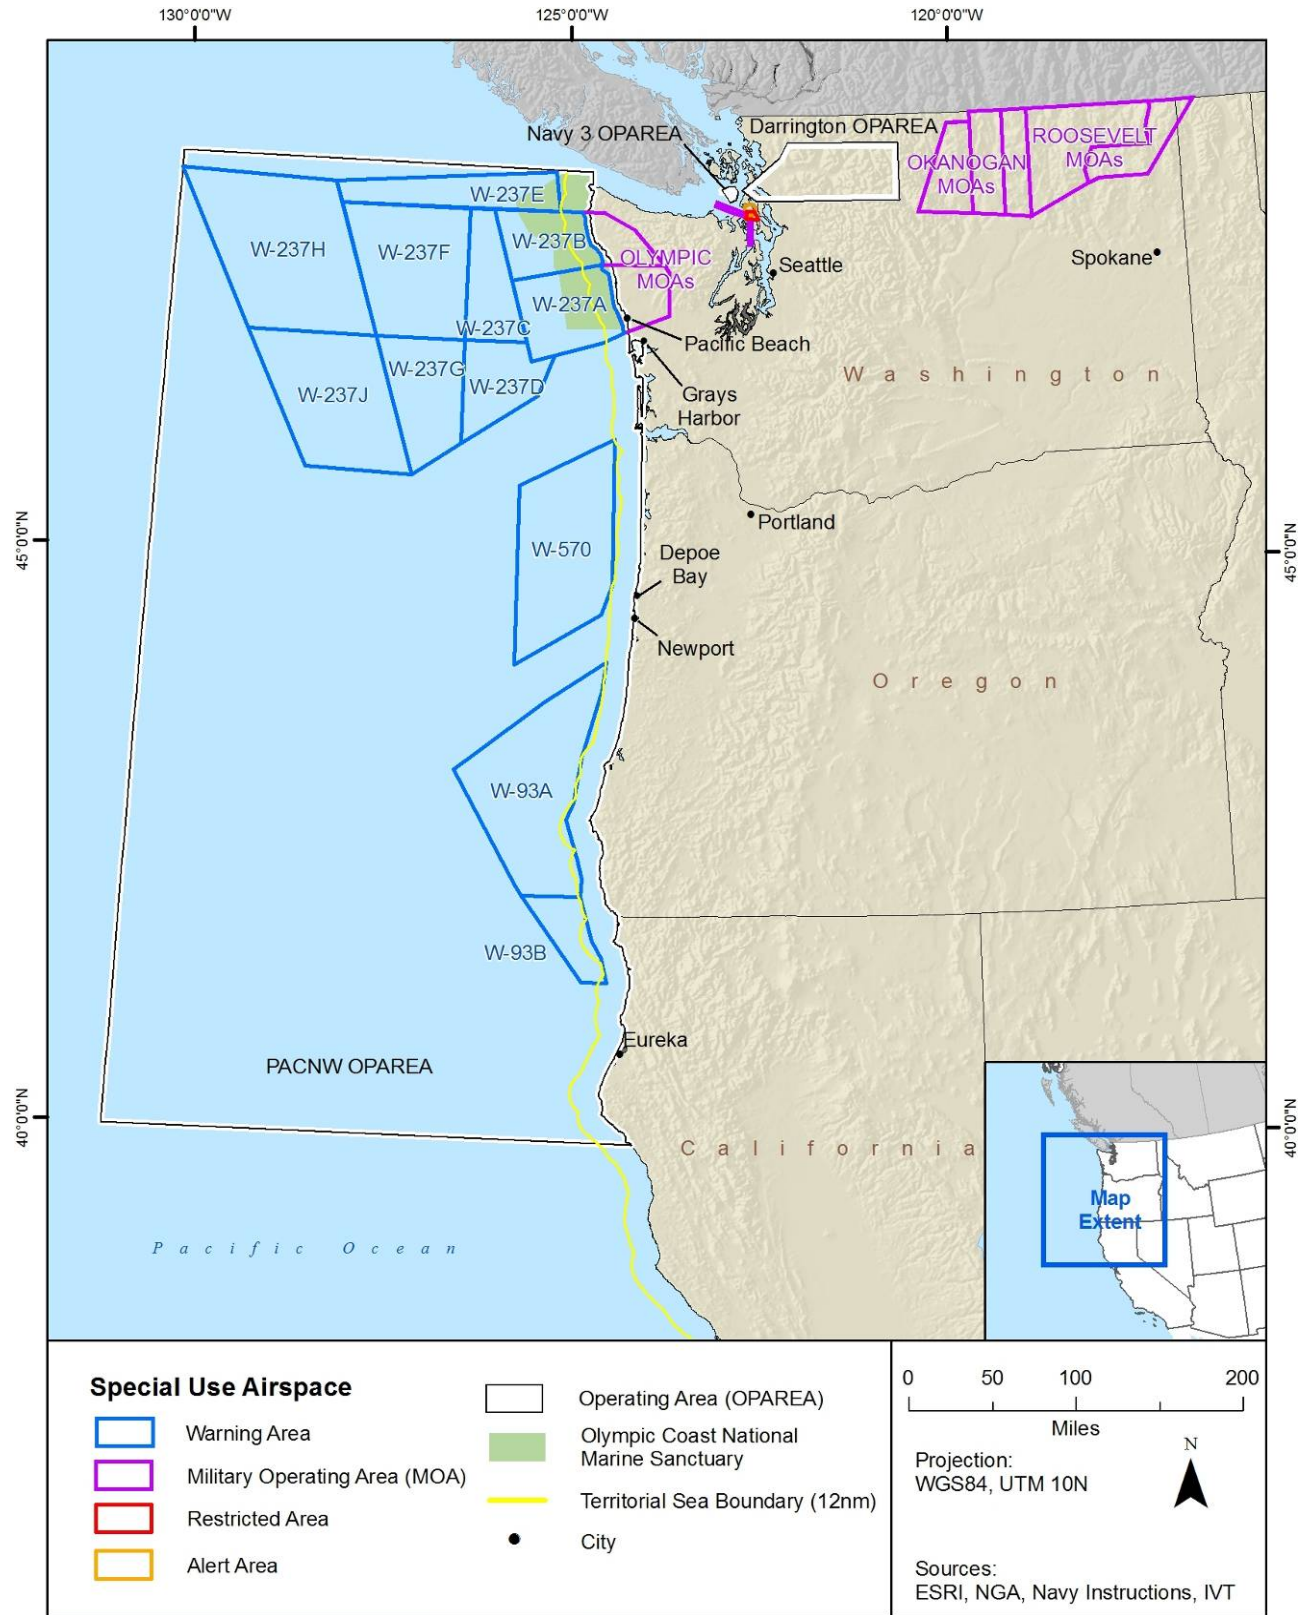 130°0'0"W
125°0'0"W
120°0'0"W
Navy 3 OPAREA
Darrington OPAREA
ROOSEVELT
MOAs
OKANOGAN
MOAs
W-237E
W-237H
W-237F
W-237B
OLYMPIC
MOAs
Seattle
Spokane
W-237A
W-237C
Pacific Beach
W-237G
W-237D
W-237J
Grays
Harbor
Washington
Portland
45°0'0"N
45°0'0"N
W-570
Depoe
Bay
Newport
Oregon
W-93A
W-93B
Eureka
PACNW OPAREA
40°0'0"N
40°0'0"N
California
Pacific Ocean
Map
Extent
Special Use Airspace
Warning Area
Military Operating Area (MOA)
Restricted Area
Alert Area
Operating Area (OPAREA)
Olympic Coast National
Marine Sanctuary
Territorial Sea Boundary (12nm)
City
0 50 100 200
Miles
Projection:
WGS84, UTM 10N
N
Sources:
ESRI, NGA, Navy Instructions, IVT